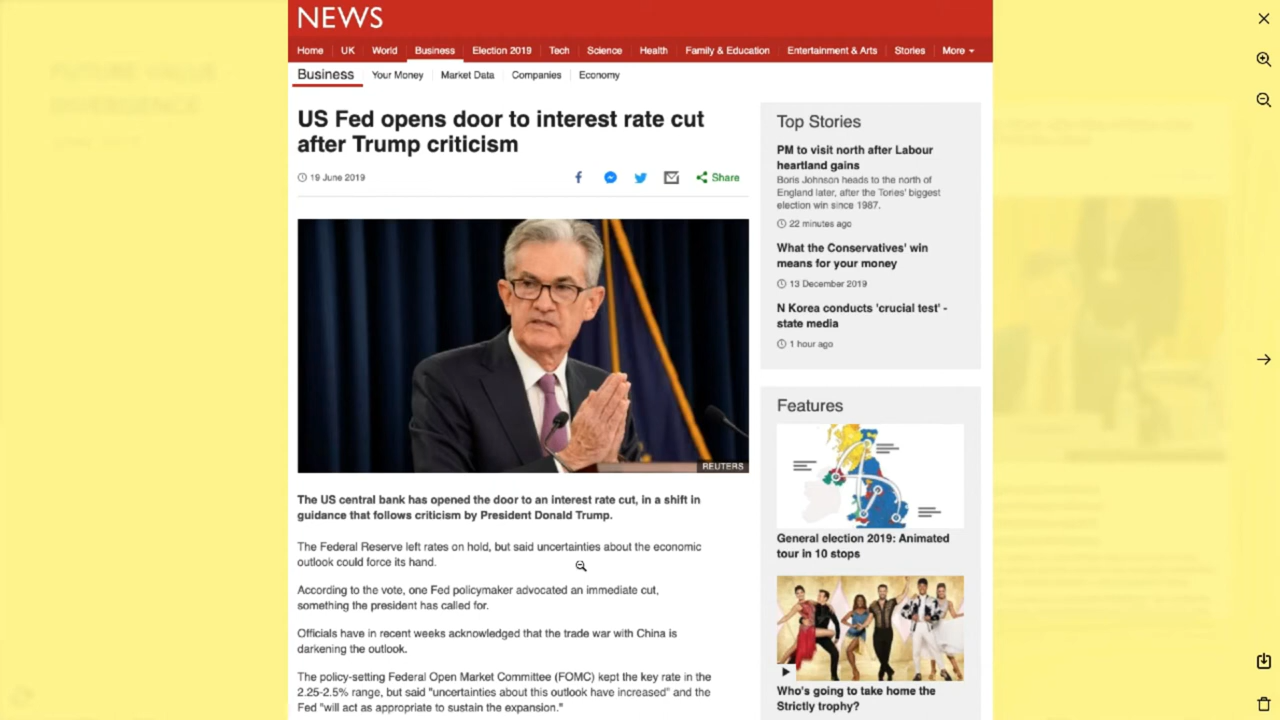 NEWS
Home UK World Business Election 2019 Tech Science Health Family & Education Entertainment & Arts Stories More
Business Your Money Market Data Companies Economy
US Fed opens door to interest rate cut
after Trump criticism
19 June 2019
Share
REUTERS
The US central bank has opened the door to an interest rate cut, in a shift in
guidance that follows criticism by President Donald Trump.
The Federal Reserve left rates on hold, but said uncertainties about the economic
outlook could force its hand.
According to the vote, one Fed policymaker advocated an immediate cut,
something the president has called for.
Officials have in recent weeks acknowledged that the trade war with China is
darkening the outlook.
The policy-setting Federal Open Market Committee (FOMC) kept the key rate in the
2.25-2.5% range, but said "uncertainties about this outlook have increased" and the
Fed "will act as appropriate to sustain the expansion."
Top Stories
PM to visit north after Labour
heartland gains
Boris Johnson heads to the north of
England later, after the Tories' biggest
election win since 1987.
22 minutes ago
What the Conservatives' win
means for your money
13 December 2019
N Korea conducts 'crucial test' -
state media
1 hour ago
Features
General election 2019: Animated
tour in 10 stops
Who's going to take home the
Strictly trophy?
FUTURE VALUE
DIVERGENCE